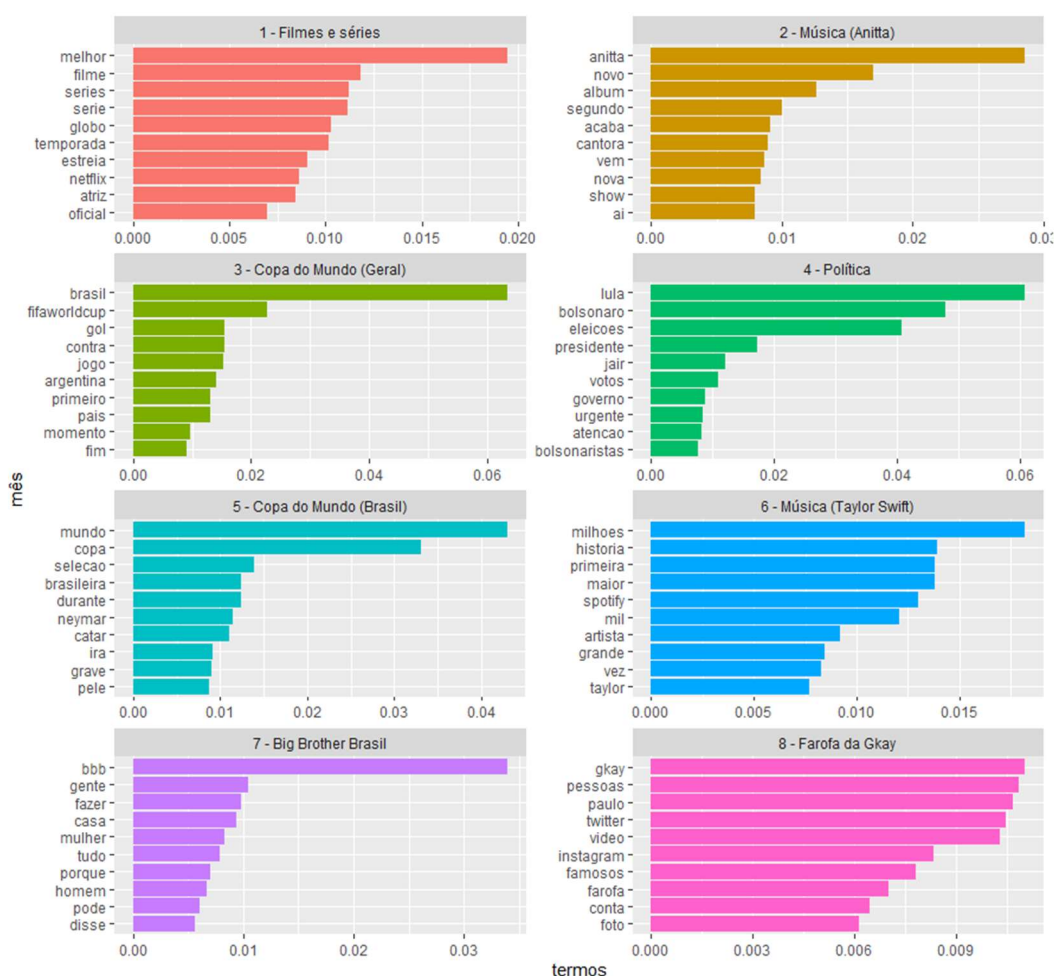 1 - Filmes e séries
melhor
filme
series
serie
globo
temporada
estreia
netflix
atriz
oficial
0.000 0.005 0.010 0.015 0.020
2 - Música (Anitta)
anitta
novo
album
segundo
acaba
cantora
vem
nova
show
ai
0.00 0.01 0.02 0.03
3 - Copa do Mundo (Geral)
brasil
fifaworldcup
gol
contra
jogo
argentina
primeiro
pais
momento
fim
0.00 0.02 0.04 0.06
4 - Política
lula
bolsonaro
eleicoes
presidente
jair
votos
governo
urgente
atencao
bolsonaristas
0.00 0.02 0.04 0.06
mês
5 - Copa do Mundo (Brasil)
mundo
copa
selecao
brasileira
durante
neymar
catar
ira
grave
pele
0.00 0.01 0.02 0.03 0.04
6 - Música (Taylor Swift)
milhoes
historia
primeira
maior
spotify
mil
artista
grande
vez
taylor
0.000 0.005 0.010 0.015
7 - Big Brother Brasil
bbb
gente
fazer
casa
mulher
tudo
porque
homem
pode
disse
0.00 0.01 0.02 0.03
8 - Farofa da Gkay
gkay
pessoas
paulo
twitter
video
instagram
famosos
farofa
conta
foto
0.000 0.003 0.006 0.009
termos